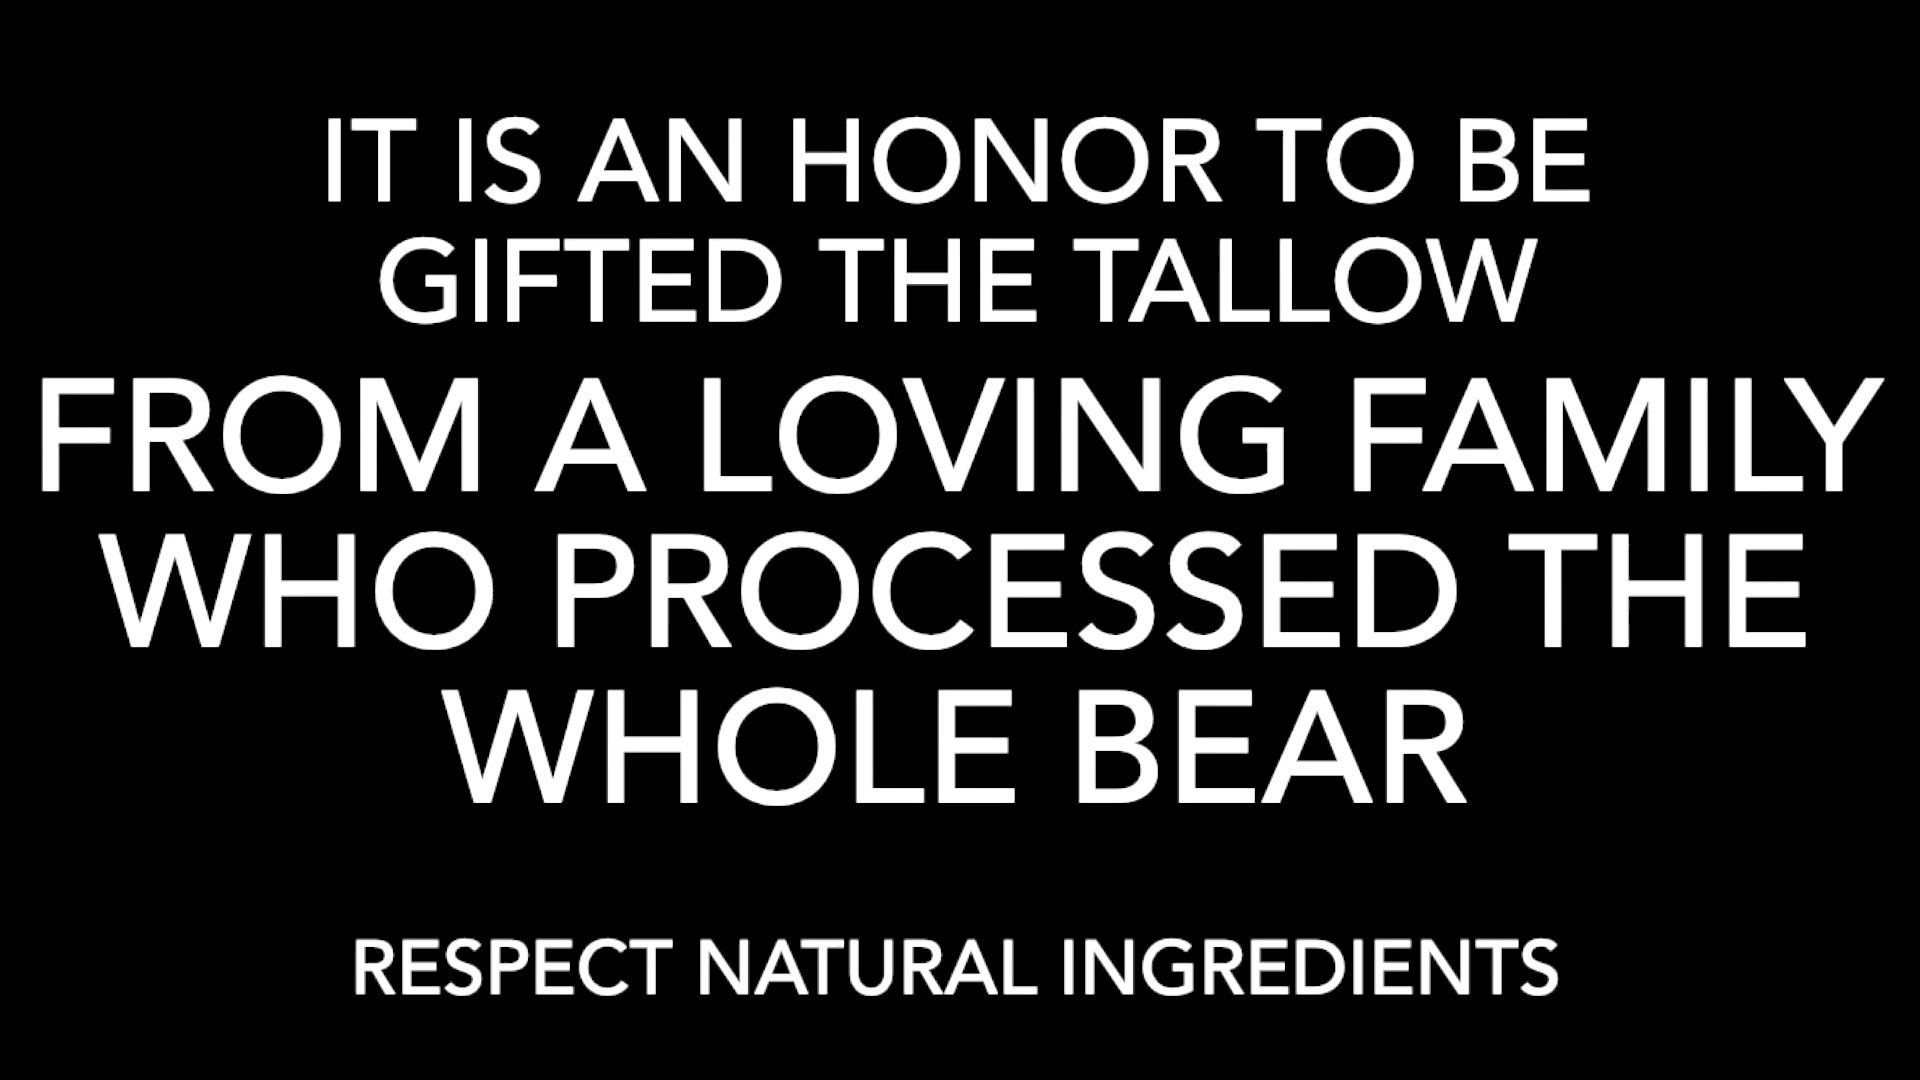 IT IS AN HONOR TO BE
GIFTED THE TALLOW
FROM A LOVING FAMILY
WHO PROCESSED THE
WHOLE BEAR
RESPECT NATURAL INGREDIENTS